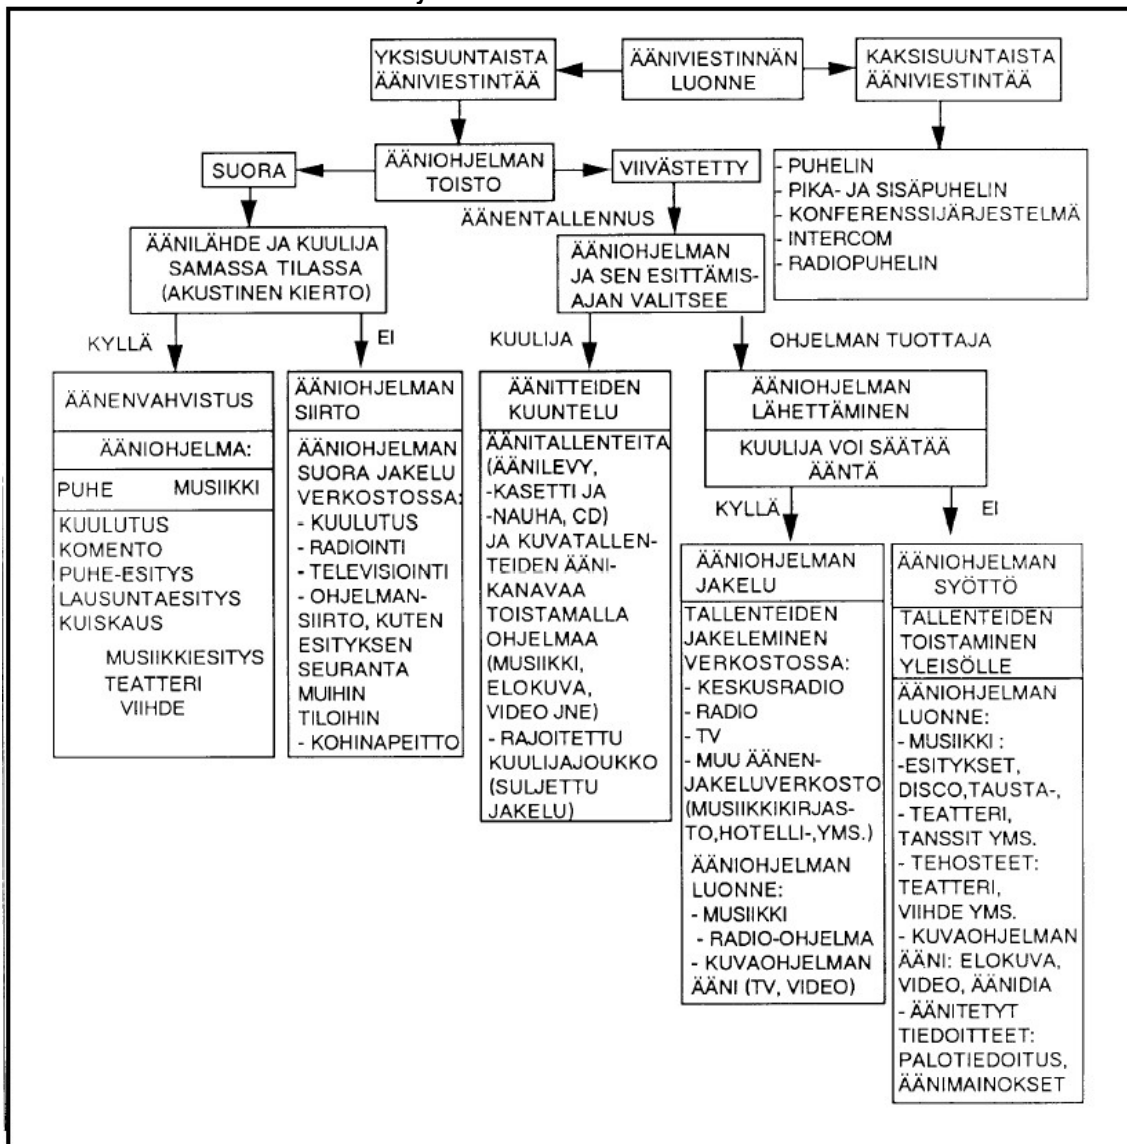 YKSISUUNTAISTA
ÄÄNIVIESTINTÄÄ
ÄÄNIVIESTINNÄN
LUONNE
KAKSISUUNTAISTA
ÄÄNIVIESTINTÄÄ
SUORA
ÄÄNIOHJELMAN
TOISTO
VIIVÄSTETTY
- PUHELIN
- PIKA- JA SISÄPUHELIN
- KONFERENSSIJÄRJESTELMÄ
- INTERCOM
- RADIOPUHELIN
ÄÄNENTALLENNUS
ÄÄNILÄHDE JA KUULIJA
SAMASSA TILASSA
(AKUSTINEN KIERTO)
ÄÄNIOHJELMAN
JA SEN ESITTÄMIS-
AJAN VALITSEE
KYLLÄ
EI
KUULIJA
OHJELMAN TUOTTAJA
ÄÄNENVAHVISTUS
ÄÄNIOHJELMA:
PUHE MUSIIKKI
KUULUTUS
KOMENTO
PUHE-ESITYS
LAUSUNTAESITYS
KUISKAUS
MUSIIKKIESITYS
TEATTERI
VIIHDE
ÄÄNIOHJELMAN
SIIRTO
ÄÄNIOHJELMAN
SUORA JAKELU
VERKOSTOSSA:
- KUULUTUS
- RADIOINTI
- TELEVISIOINTI
- OHJELMAN-
SIIRTO, KUTEN
ESITYKSEN
SEURANTA
MUIHIN
TILOIHIN
- KOHINAPEITTO
ÄÄNITTEIDEN
KUUNTELU
ÄÄNITALLENTEITA
(ÄÄNILEVY,
-KASETTI JA
-NAUHA, CD)
JA KUVATALLEN-
TEIDEN ÄÄNI-
KANAVAA
TOISTAMALLA
OHJELMAA
(MUSIIKKI,
ELOKUVA,
VIDEO JNE)
- RAJOITETTU
KUULIJAJOUKKO
(SULJETTU
JAKELU)
ÄÄNIOHJELMAN
LÄHETTÄMINEN
KUULIJA VOI SÄÄTÄÄ
ÄÄNTÄ
KYLLÄ
EI
ÄÄNIOHJELMAN
JAKELU
TALLENTEIDEN
JAKELEMINEN
VERKOSTOSSA:
- KESKUSRADIO
- RADIO
- TV
- MUU ÄÄNEN-
JAKELUVERKOSTO
(MUSIIKKIKIRJAS-
TO,HOTELLI-,YMS.)
ÄÄNIOHJELMAN
LUONNE:
- MUSIIKKI
- RADIO-OHJELMA
- KUVAOHJELMAN
ÄÄNI (TV, VIDEO)
ÄÄNIOHJELMAN
SYÖTTÖ
TALLENTEIDEN
TOISTAMINEN
YLEISÖLLE
ÄÄNIOHJELMAN
LUONNE:
- MUSIIKKI :
-ESITYKSET,
DISCO,TAUSTA-,
- TEATTERI,
TANSSIT YMS.
- TEHOSTEET:
TEATTERI,
VIIHDE YMS.
- KUVAOHJELMAN
ÄÄNI: ELOKUVA,
VIDEO, ÄÄNIDIA
- ÄÄNITETYT
TIEDOITTEET:
PALOTIEDOITUS,
ÄÄNIMAINOKSET